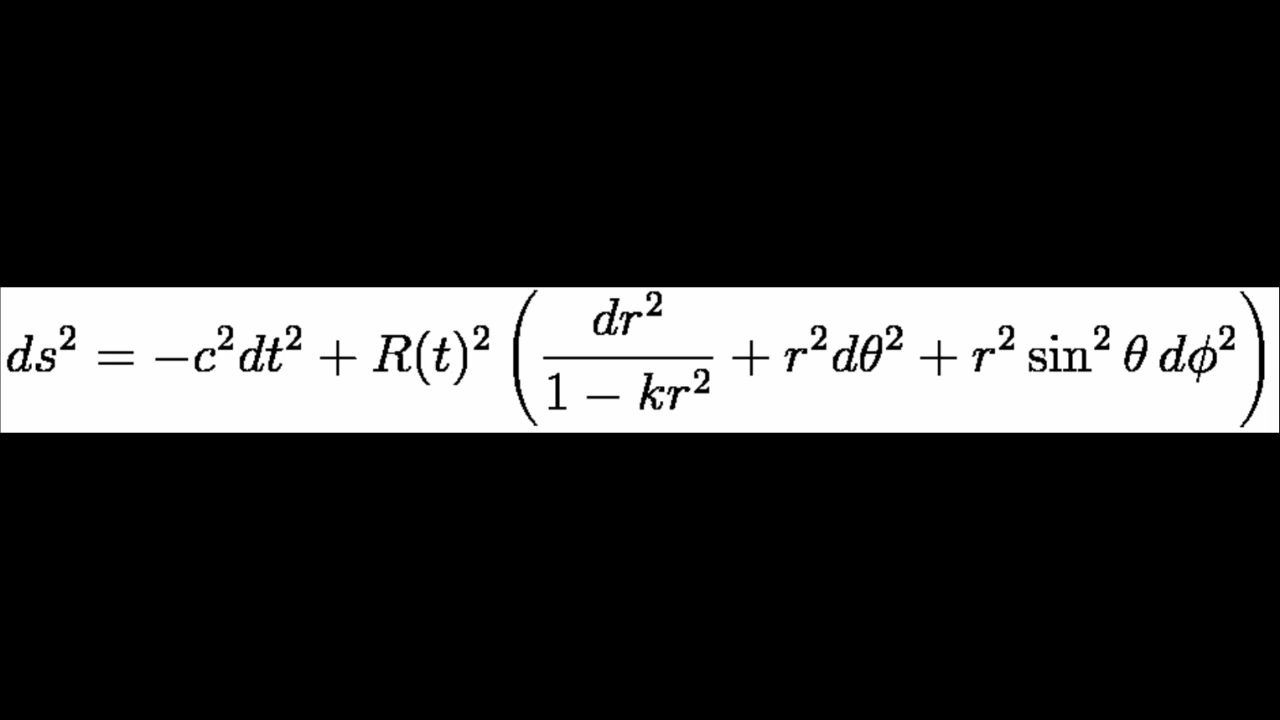 ds² = −c²dt² + R(t)² ( dr² / (1 − kr²) + r²dθ² + r² sin² θ dϕ² )